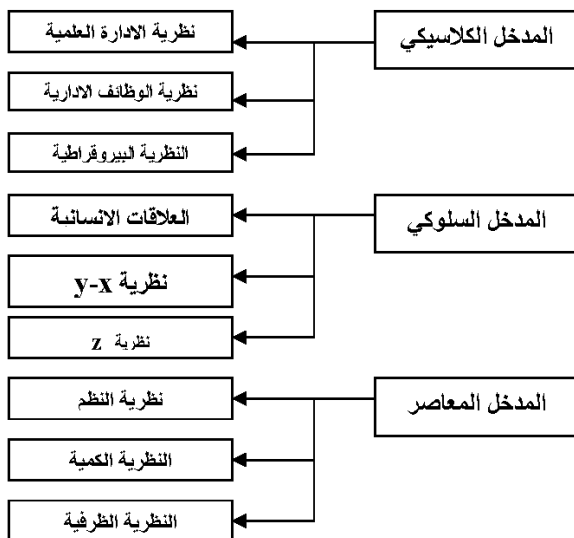 المدخل الكلاسيكي
نظرية الادارة العلمية
نظرية الوظائف الادارية
النظرية البيروقراطية
المدخل السلوكي
العلاقات الانسانية
نظرية y-x
نظرية z
المدخل المعاصر
نظرية النظم
النظرية الكمية
النظرية الظرفية